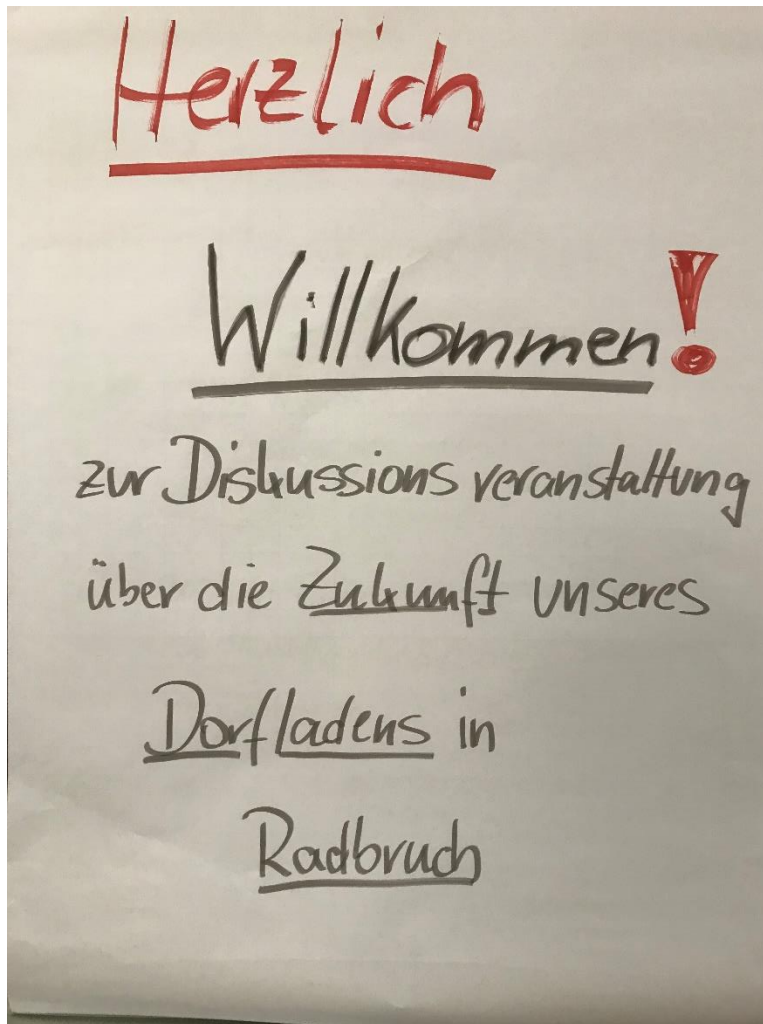 Herzlich
Willkommen!
zur Diskussionsveranstaltung
über die Zukunft unseres
Dorfladens in
Radbruch